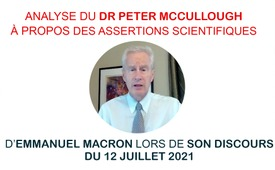 ANALYSE DU DR PETER MCCULLOUGH
À PROPOS DES ASSERTIONS SCIENTIFIQUES
D'EMMANUEL MACRON LORS DE SON DISCOURS
DU 12 JUILLET 2021